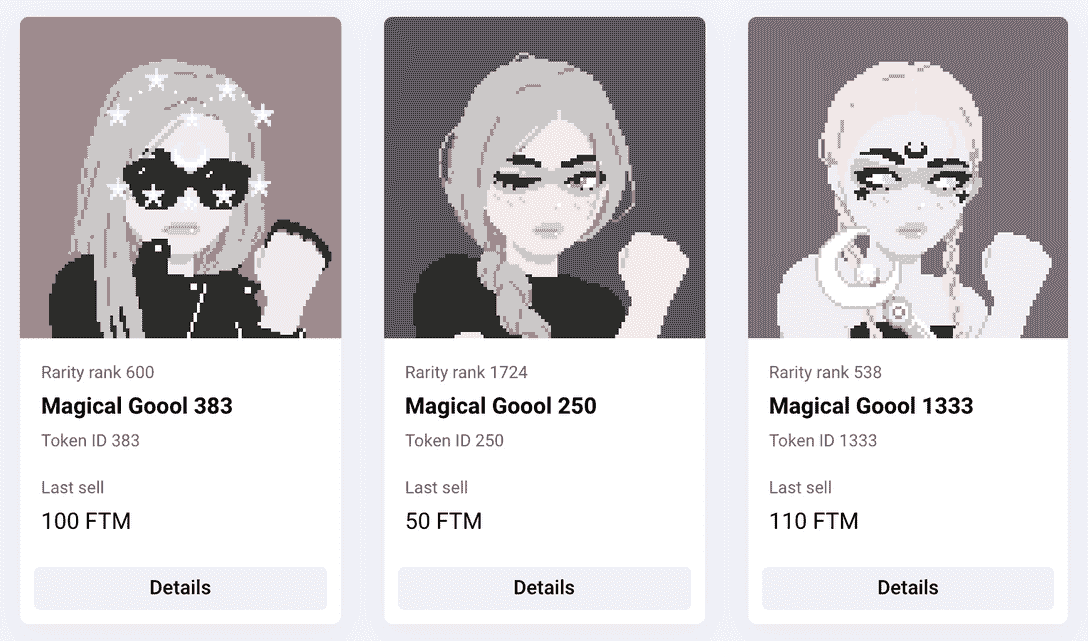 Rarity rank 600
Magical Goool 383
Token ID 383
Last sell
100 FTM
Details
Rarity rank 1724
Magical Goool 250
Token ID 250
Last sell
50 FTM
Details
Rarity rank 538
Magical Goool 1333
Token ID 1333
Last sell
110 FTM
Details